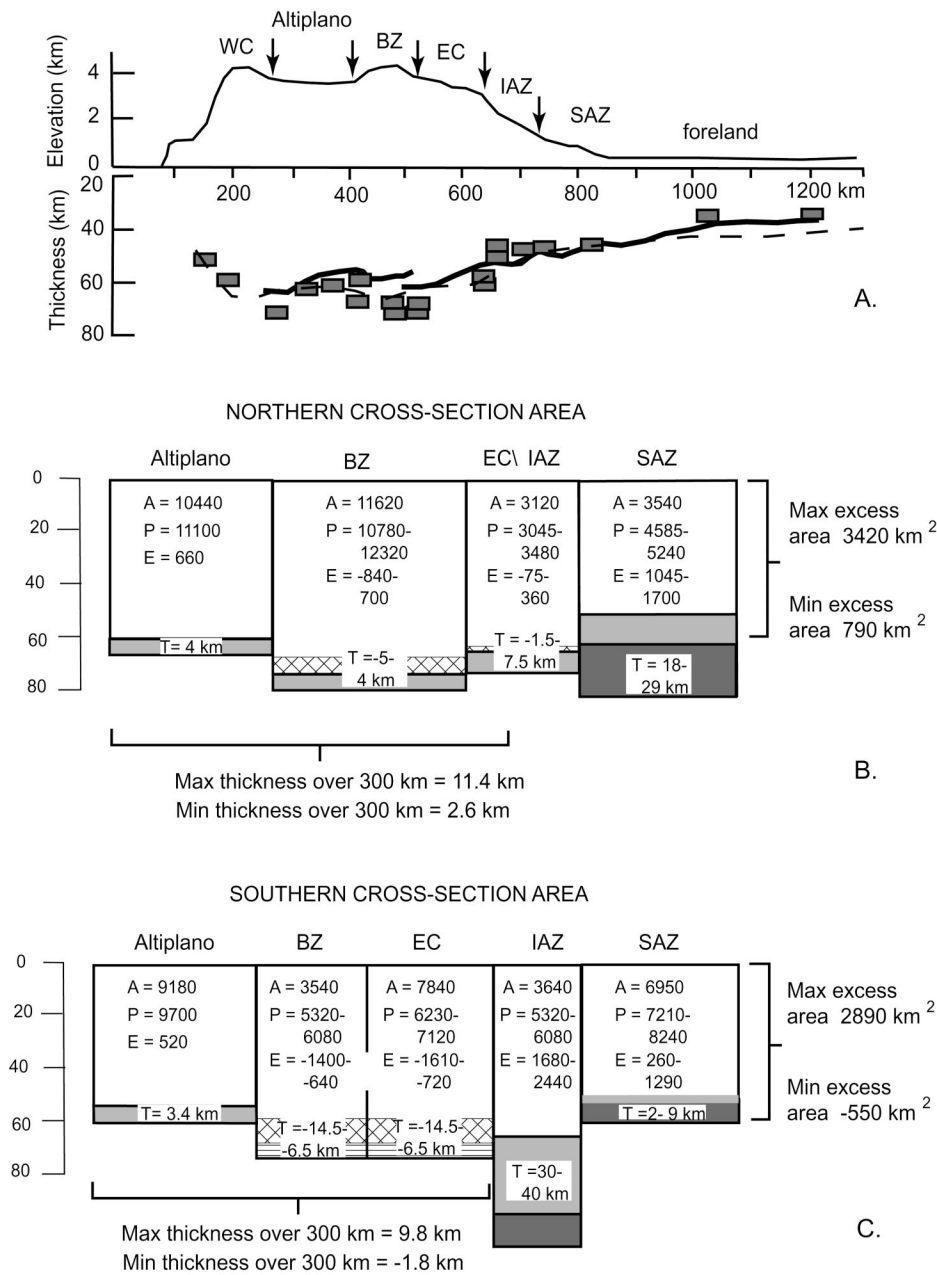 Altiplano
WC
BZ
EC
IAZ
SAZ
foreland
Elevation (km)
4
2
0
200
400
600
800
1000
1200 km
Thickness (km)
20
40
60
80
A.
NORTHERN CROSS-SECTION AREA
Altiplano
BZ
EC\ IAZ
SAZ
0
20
40
60
80
A = 10440
P = 11100
E = 660
T= 4 km
A = 11620
P = 10780-
12320
E = -840-
700
T =-5-
4 km
A = 3120
P = 3045-
3480
E = -75-
360
T = -1.5-
7.5 km
A = 3540
P = 4585-
5240
E = 1045-
1700
T = 18-
29 km
Max excess
area 3420 km 2
Min excess
area 790 km 2
Max thickness over 300 km = 11.4 km
Min thickness over 300 km = 2.6 km
B.
SOUTHERN CROSS-SECTION AREA
Altiplano
BZ
EC
IAZ
SAZ
0
20
40
60
80
A = 9180
P = 9700
E = 520
T= 3.4 km
A = 3540
P = 5320-
6080
E = -1400-
-640
T =-14.5-
-6.5 km
A = 7840
P = 6230-
7120
E = -1610-
-720
T =-14.5-
-6.5 km
A = 3640
P = 5320-
6080
E = 1680-
2440
T =30-
40 km
A = 6950
P = 7210-
8240
E = 260-
1290
T =2- 9 km
Max excess
area 2890 km 2
Min excess
area -550 km 2
Max thickness over 300 km = 9.8 km
Min thickness over 300 km = -1.8 km
C.